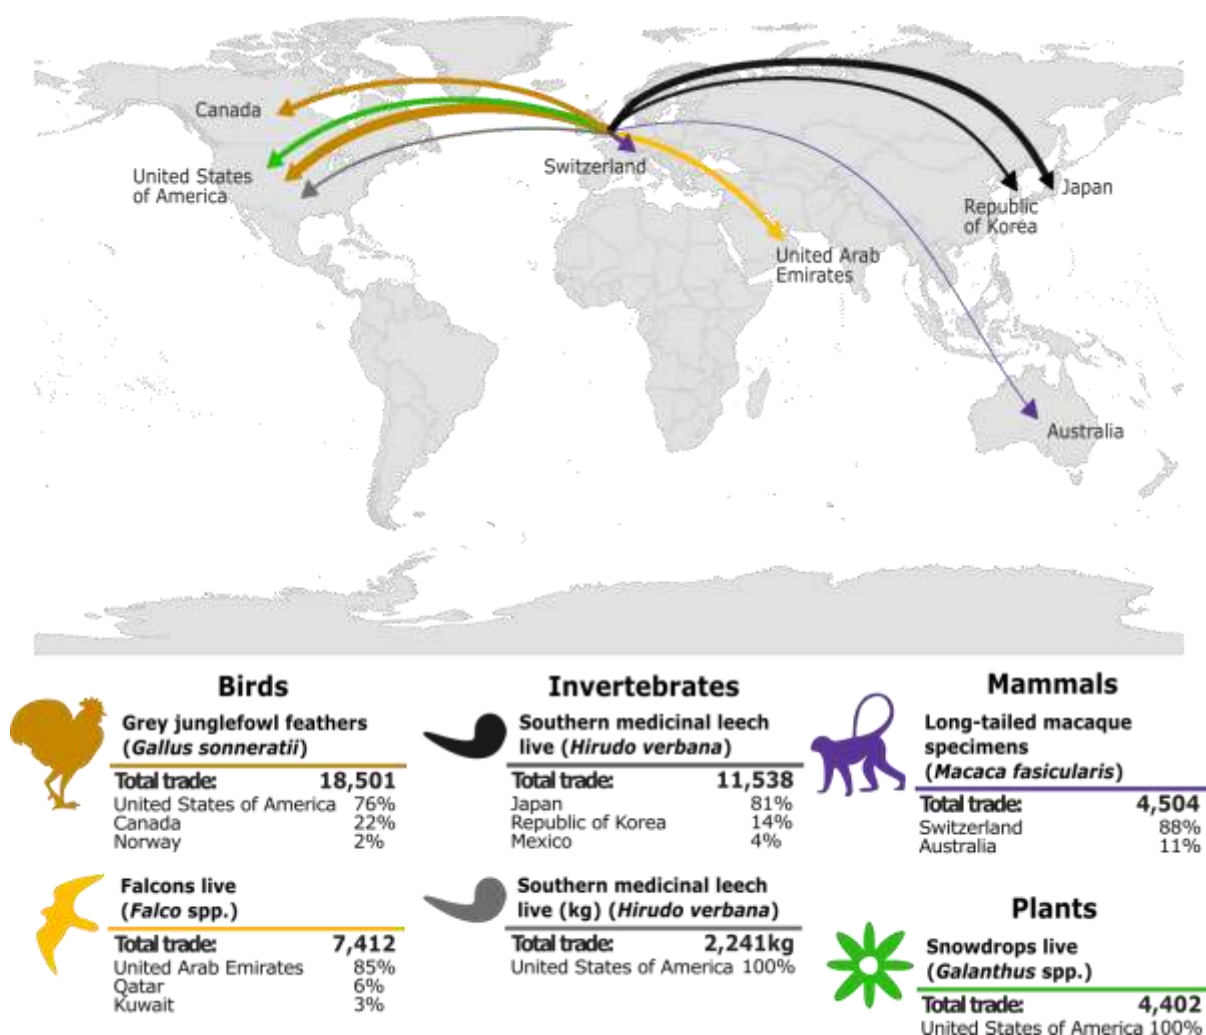 Canada
United States
of America
Switzerland
Japan
Republic
of Korea
United Arab
Emirates
Australia
Birds
Grey junglefowl feathers
(Gallus sonneratii)
Total trade: 18,501
United States of America 76%
Canada 22%
Norway 2%
Falcons live
(Falco spp.)
Total trade: 7,412
United Arab Emirates 85%
Qatar 6%
Kuwait 3%
Invertebrates
Southern medicinal leech
live (Hirudo verbana)
Total trade: 11,538
Japan 81%
Republic of Korea 14%
Mexico 4%
Southern medicinal leech
live (kg) (Hirudo verbana)
Total trade: 2,241kg
United States of America 100%
Mammals
Long-tailed macaque
specimens
(Macaca fasicularis)
Total trade: 4,504
Switzerland 88%
Australia 11%
Plants
Snowdrops live
(Galanthus spp.)
Total trade: 4,402
United States of America 100%